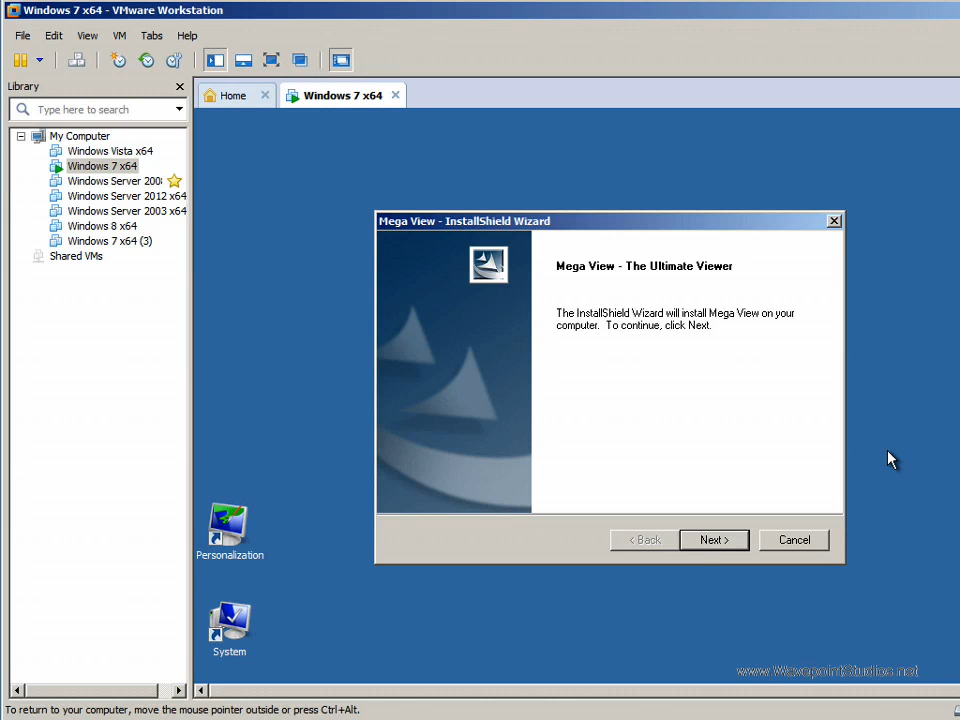 Windows 7 x64 - VMware Workstation
File Edit View VM Tabs Help
Library
Home
Windows 7 x64
Type here to search
My Computer
Windows Vista x64
Windows 7 x64
Windows Server 200
Windows Server 2012 x64
Windows Server 2003 x64
Windows 8 x64
Windows 7 x64 (3)
Shared VMs
Mega View - InstallShield Wizard
Mega View - The Ultimate Viewer
The InstallShield Wizard will install Mega View on your
computer. To continue, click Next.
< Back
Next >
Cancel
Personalization
System
www.WavepointStudios.net
To return to your computer, move the mouse pointer outside or press Ctrl+Alt.